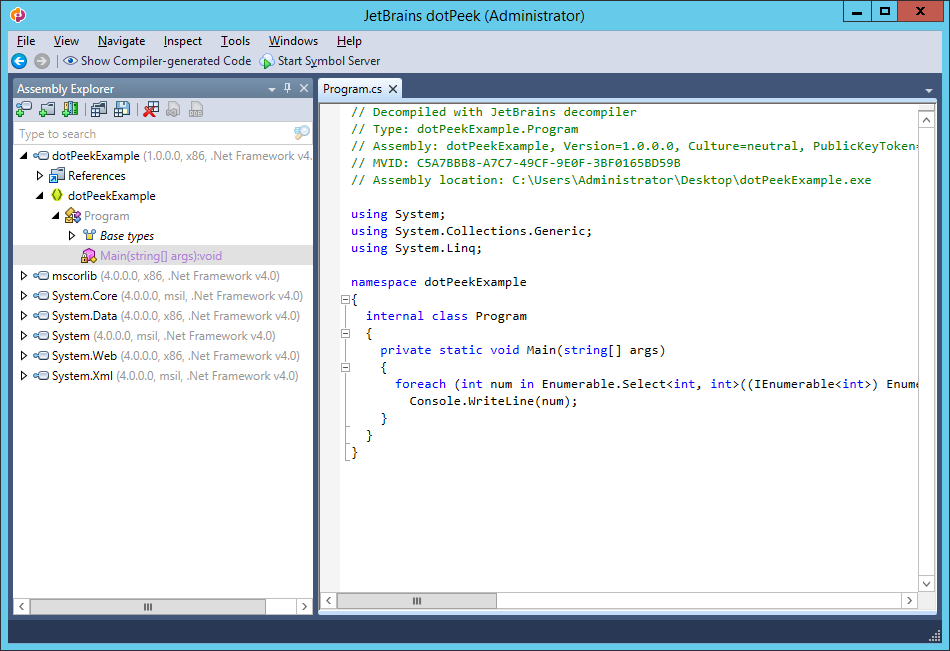 JetBrains dotPeek (Administrator)
File View Navigate Inspect Tools Windows Help
Show Compiler-generated Code Start Symbol Server
Assembly Explorer
Program.cs
Type to search
dotPeekExample (1.0.0.0, x86, .Net Framework v4.
References
dotPeekExample
Program
Base types
Main(string[] args):void
mscorlib (4.0.0.0, x86, .Net Framework v4.0)
System.Core (4.0.0.0, msil, .Net Framework v4.0)
System.Data (4.0.0.0, x86, .Net Framework v4.0)
System (4.0.0.0, msil, .Net Framework v4.0)
System.Web (4.0.0.0, x86, .Net Framework v4.0)
System.Xml (4.0.0.0, msil, .Net Framework v4.0)
// Decompiled with JetBrains decompiler
// Type: dotPeekExample.Program
// Assembly: dotPeekExample, Version=1.0.0.0, Culture=neutral, PublicKeyToken=
// MVID: C5A7BBB8-A7C7-49CF-9E0F-3BF0165BD59B
// Assembly location: C:\Users\Administrator\Desktop\dotPeekExample.exe
using System;
using System.Collections.Generic;
using System.Linq;
namespace dotPeekExample
{
internal class Program
{
private static void Main(string[] args)
{
foreach (int num in Enumerable.Select<int, int>((IEnumerable<int>) Enume
Console.WriteLine(num);
}
}
}